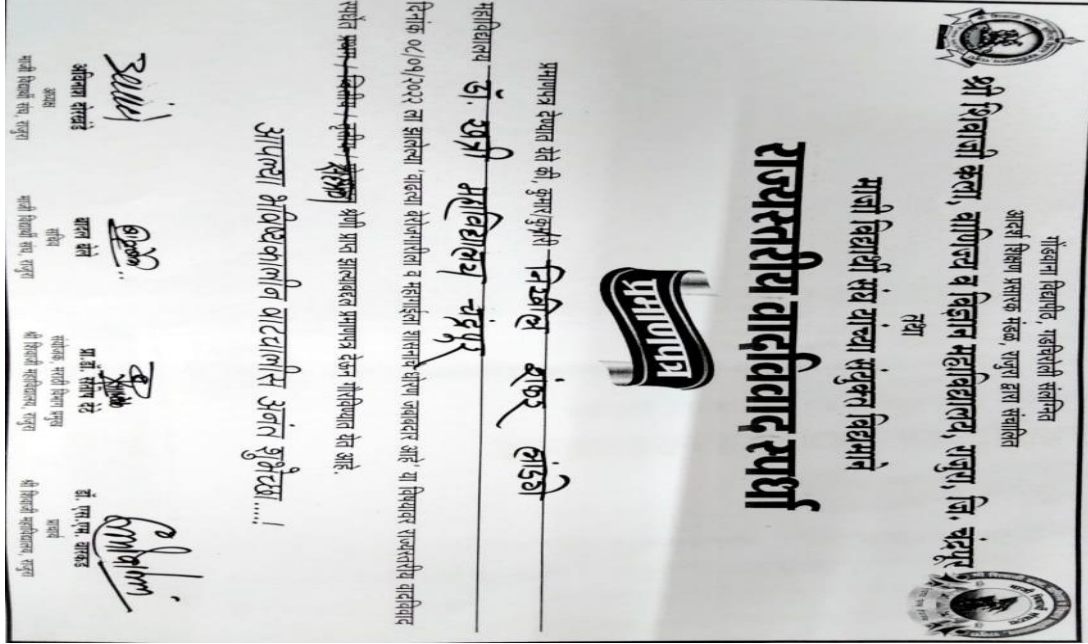 गोंडवाना विद्यापीठ, गडचिरोली संलग्नित
आदर्श शिक्षण प्रसारक मंडळ, राजुरा द्वारा संचालित
श्री शिवाजी कला, वाणिज्य व विज्ञान महाविद्यालय, राजुरा, जि. चंद्रपूर
तथा
माजी विद्यार्थी संघ यांच्या संयुक्त विद्यमाने
राज्यस्तरीय वादविवाद स्पर्धा
प्रमाणपत्र
प्रमाणपत्र देण्यात येते की, कुमार/कुमारी निखील शंकर तांडी
महाविद्यालय डॉ. खत्री महाविद्यालय चंद्रपूर
दिनांक ०८/०१/२०२२ ला झालेल्या 'वाढत्या बेरोजगारीला व महागाईला शासनाचे धोरण जबाबदार आहे' या विषयावर राज्यस्तरीय वादविवाद
स्पर्धेत प्रथम / द्वितीय / तृतीय / श्रेणी प्राप्त झाल्याबद्दल प्रमाणपत्र देऊन गौरविण्यात येत आहे.
आपल्या भविष्यकालीन वाटचालीस अनंत शुभेच्छा.....!
अविनाश दोरखंडे
अध्यक्ष
माजी विद्यार्थी संघ, राजुरा
बादल बेले
सचिव
माजी विद्यार्थी संघ, राजुरा
प्रा.डॉ. संतोष देठे
संयोजक, मराठी विभाग प्रमुख
श्री शिवाजी महाविद्यालय, राजुरा
डॉ. एस.एम. वारकड
प्राचार्य
श्री शिवाजी महाविद्यालय, राजुरा